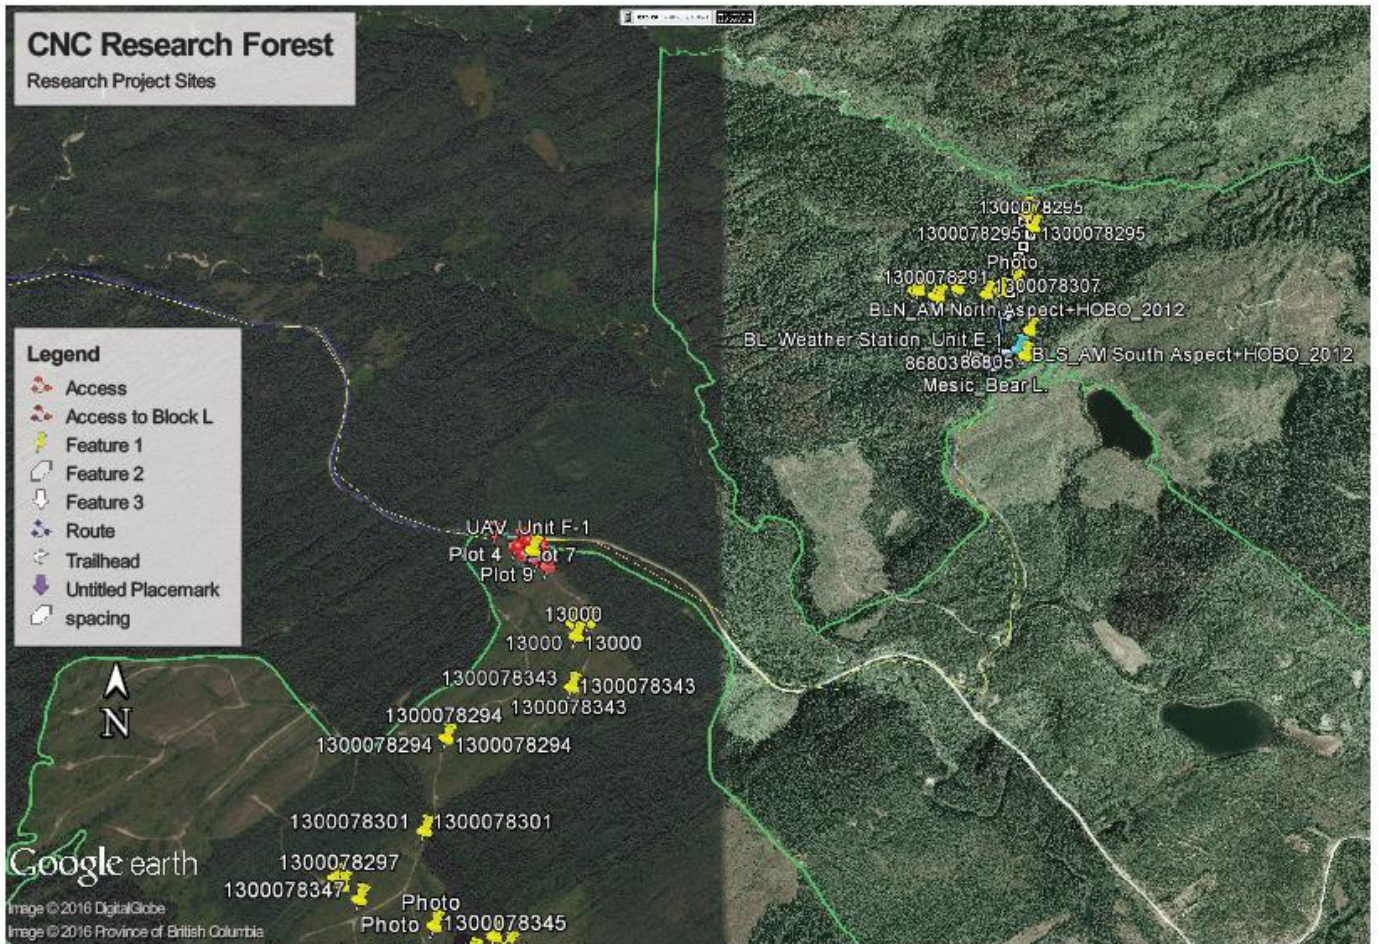 CNC Research Forest
Research Project Sites
1300078295
1300078295
1300078295
Photo
1300078291
1300078307
BLN_AM North Aspect+HOBO_2012
BL_Weather Station_Unit E-1
BLS_AM South Aspect+HOBO_2012
8680386805
Mesic_Bear L.
Legend
Access
Access to Block L
Feature 1
Feature 2
Feature 3
Route
Trailhead
Untitled Placemark
spacing
UAV_Unit F-1
Plot 4
Plot 7
Plot 9
13000
13000
13000
1300078343
1300078343
1300078343
1300078294
1300078294
1300078294
N
1300078301
1300078301
1300078297
1300078347
Photo
Photo
1300078345
Google earth
Image © 2016 DigitalGlobe
Image © 2016 Province of British Columbia